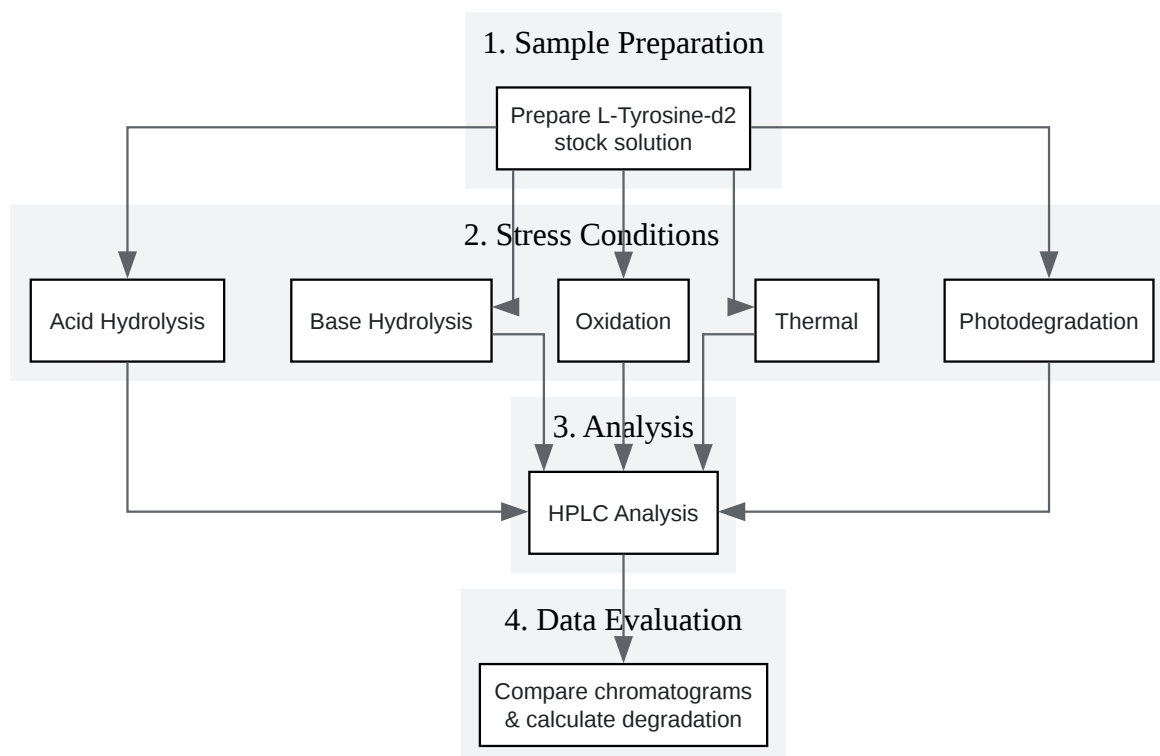 1. Sample Preparation
Prepare L-Tyrosine-d2
stock solution
2. Stress Conditions
Acid Hydrolysis
Base Hydrolysis
Oxidation
Thermal
Photodegradation
3. Analysis
HPLC Analysis
4. Data Evaluation
Compare chromatograms
& calculate degradation